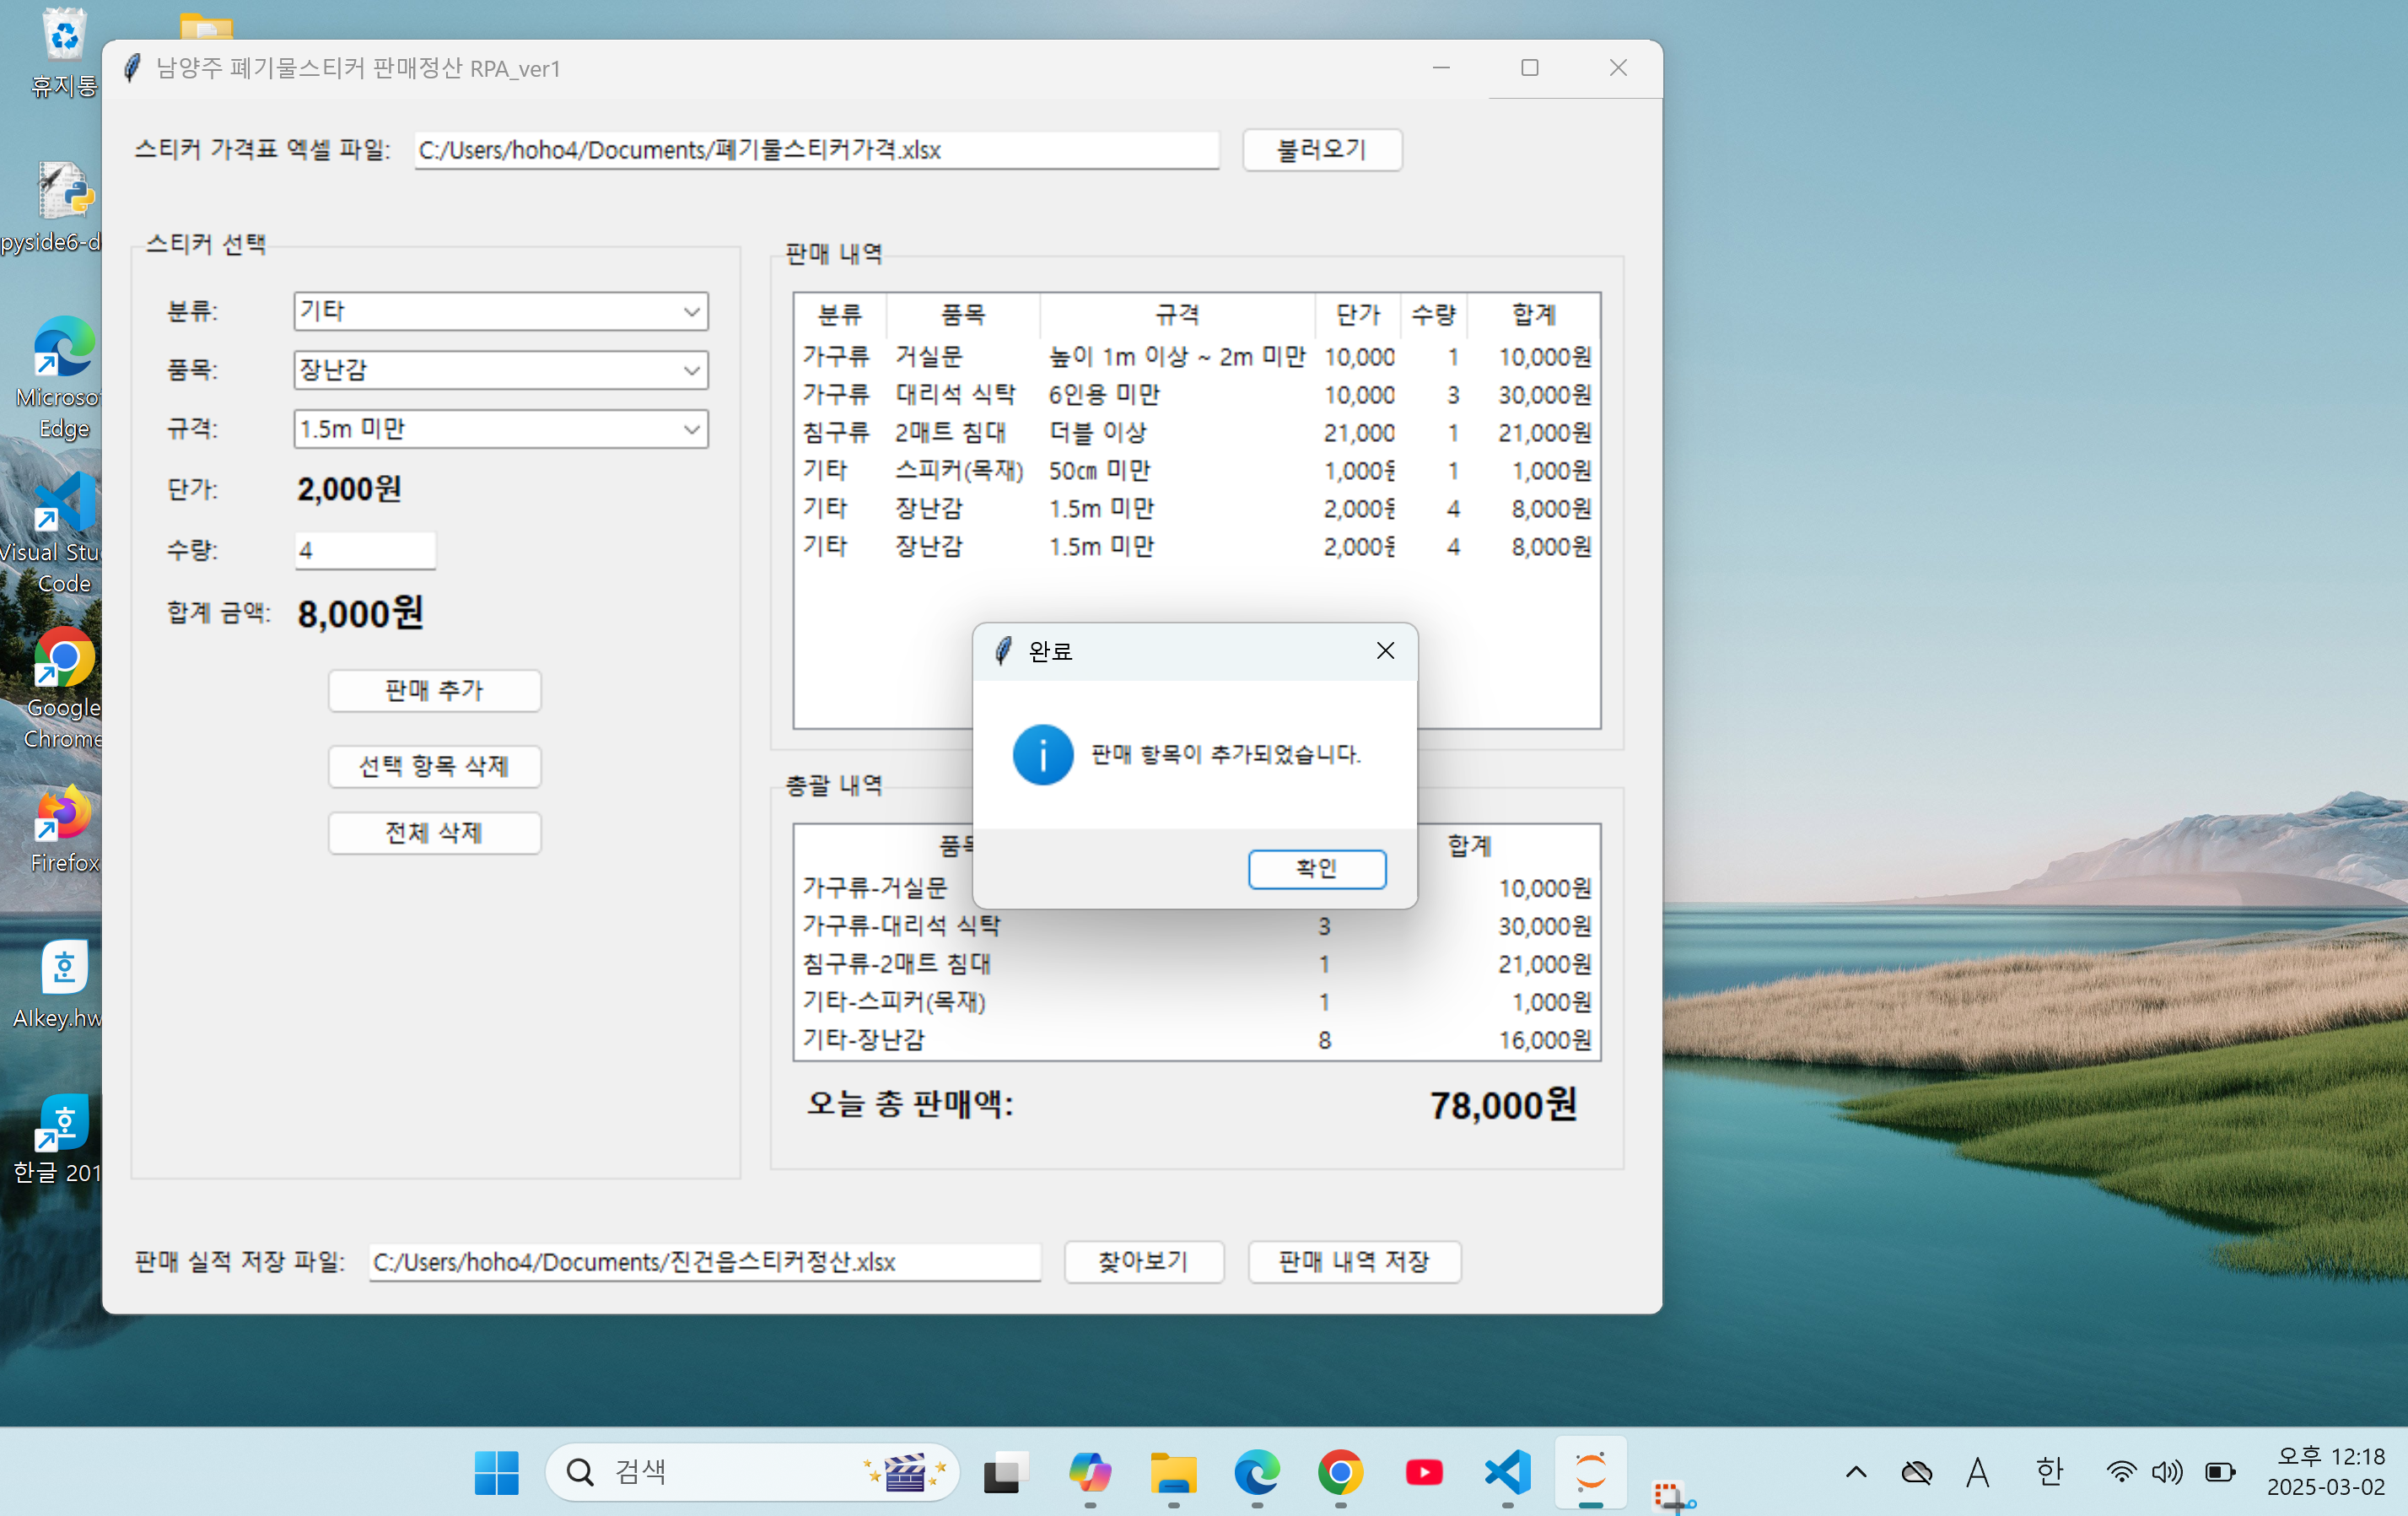 휴지통
pyside6-d
Microsof
Edge
Visual Stu
Code
Google
Chrome
Firefox
AIkey.hw
한글 201
남양주 폐기물스티커 판매정산 RPA_ver1
스티커 가격표 엑셀 파일: C:/Users/hoho4/Documents/폐기물스티커가격.xlsx 불러오기
스티커 선택
분류: 기타
품목: 장난감
규격: 1.5m 미만
단가: 2,000원
수량: 4
합계 금액: 8,000원
판매 추가
선택 항목 삭제
전체 삭제
판매 내역
분류 품목 규격 단가 수량 합계
가구류 거실문 높이 1m 이상 ~ 2m 미만 10,000 1 10,000원
가구류 대리석 식탁 6인용 미만 10,000 3 30,000원
침구류 2매트 침대 더블 이상 21,000 1 21,000원
기타 스피커(목재) 50㎝ 미만 1,000원 1 1,000원
기타 장난감 1.5m 미만 2,000원 4 8,000원
기타 장난감 1.5m 미만 2,000원 4 8,000원
완료
판매 항목이 추가되었습니다.
확인
총괄 내역
품목 합계
가구류-거실문 10,000원
가구류-대리석 식탁 3 30,000원
침구류-2매트 침대 1 21,000원
기타-스피커(목재) 1 1,000원
기타-장난감 8 16,000원
오늘 총 판매액: 78,000원
판매 실적 저장 파일: C:/Users/hoho4/Documents/진건읍스티커정산.xlsx 찾아보기 판매 내역 저장
검색
A 한
오후 12:18
2025-03-02